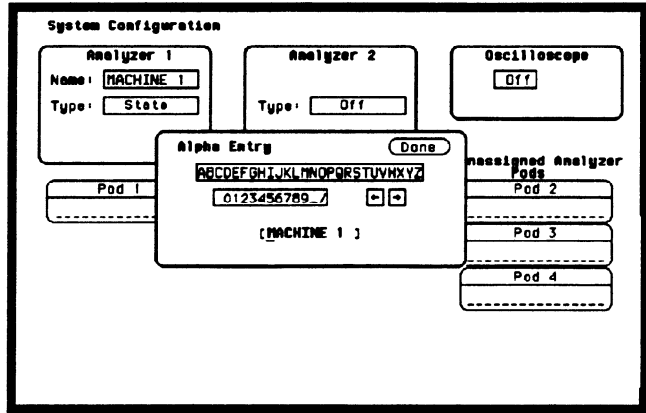 System Configuration
Analyzer 1
Name: MACHINE 1
Type: State
Analyzer 2
Type: Off
Oscilloscope
Off
Alpha Entry
Done
ABCDEFGHIJKLMNOPQRSTUVWXYZ
0123456789_/
← →
[MACHINE 1 ]
Pod 1
nassigned Analyzer
Pods
Pod 2
Pod 3
Pod 4